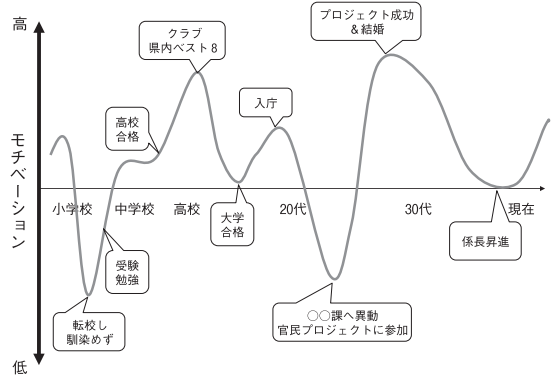 高
プロジェクト成功
&結婚
クラブ
県内ベスト8
入庁
高校
合格
モチベーション
小学校
中学校
高校
大学
合格
20代
30代
現在
係長昇進
受験
勉強
転校し
馴染めず
○○課へ異動
官民プロジェクトに参加
低